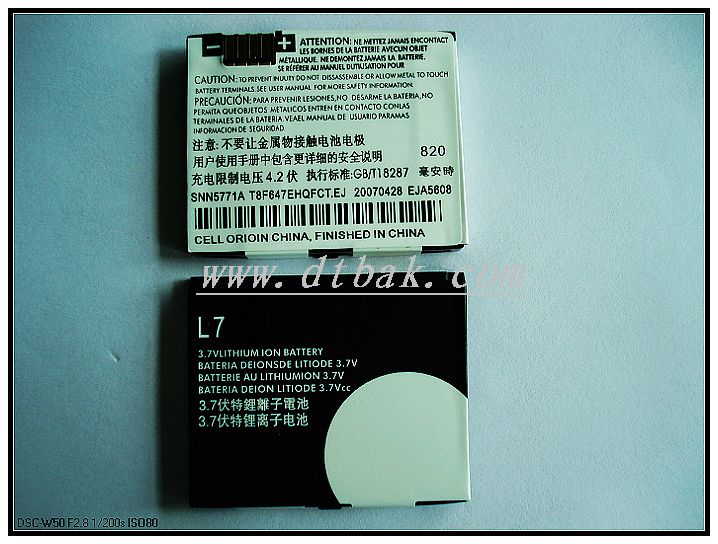 ATTENTION: NE JAMAIS CONNECTER
LES BORNES DE LA BATTERIE AVECUN OBJET
MÉTALLIQUE. NE DEMONTEZ JAMAIS LA BATTERIE.
SE RÉFÉRER AU MANUEL DUTISATION POUR
CAUTION: TO PREVENT INJUITY DO NOT DISSASSEMBLE OR ALLOW METAL TO TOUCH
BATTERY TERMINALS. SEE USER MANUAL FOR MORE SAFETY INFOR MATION.
PRECAUCIÓN: PARA PREVENIR LESIONES, NO DESARME LA BATERIA, NO
PERMITA QUEOBJETOS METÁLICOS ENTREN EN CONTACTO CONLAS
TERMINALES DE LA BATERIA. VEAEL MANUAL DE USUARIO PARAMAS
INFORMACION DE SEGURIDAD
注意: 不要让金属物接触电池电极
用户使用手册中包含更详细的安全说明
820
充电限制电压4.2伏 执行标准:GB/T18287 毫安時
SNN5771A T8F647EHQFCT.EJ 20070428 EJA5608
CELL ORIOIN CHINA, FINISHED IN CHINA
www.dtbak.com
L7
3.7VLITHIUM ION BATTERY
BATERIA DEIONSDE LITIODE 3.7V
BATTERIE AU LITHIUMION 3.7V
BATERIA DEION LITIODE 3.7Vcc
3.7伏特鋰離子電池
3.7伏特锂离子电池
DSC-W50 F2.8 1/200s ISO80